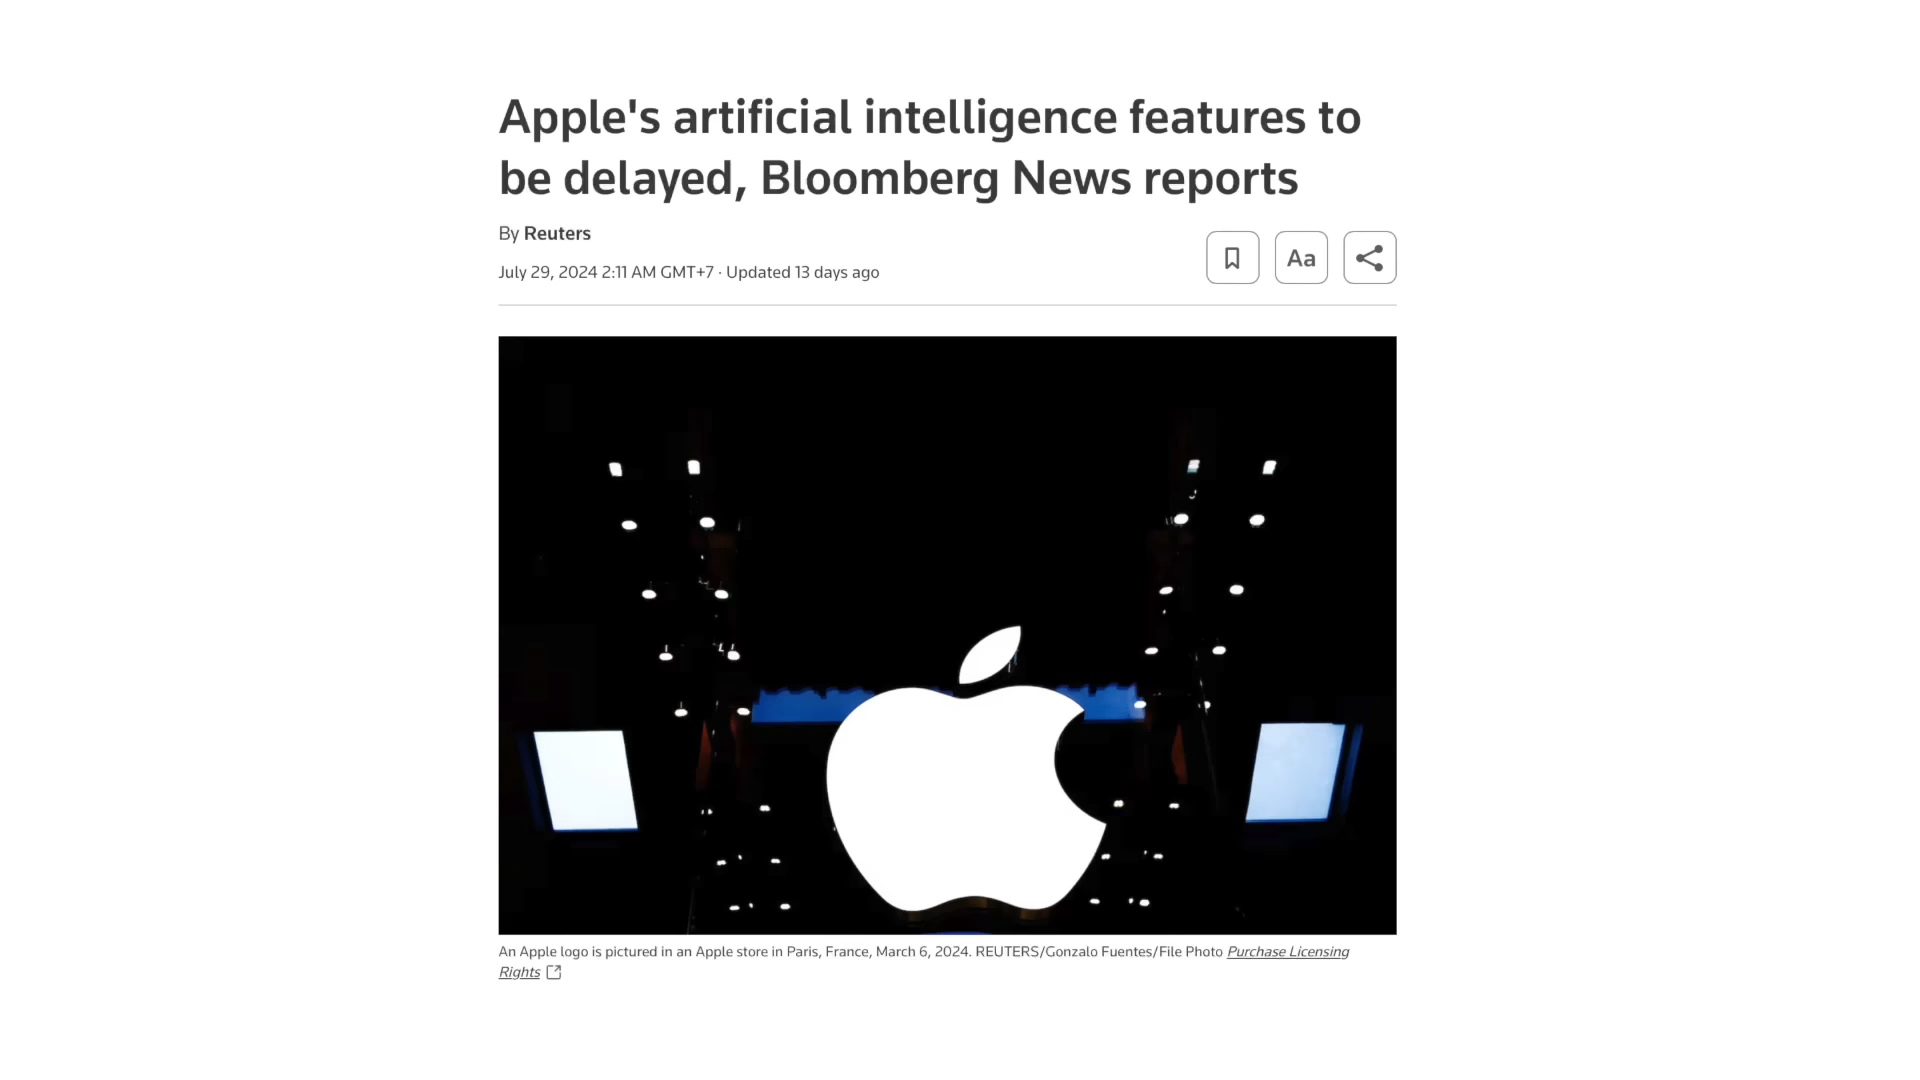 Apple's artificial intelligence features to
be delayed, Bloomberg News reports
By Reuters
July 29, 2024 2:11 AM GMT+7 · Updated 13 days ago
Aa
An Apple logo is pictured in an Apple store in Paris, France, March 6, 2024. REUTERS/Gonzalo Fuentes/File Photo Purchase Licensing
Rights